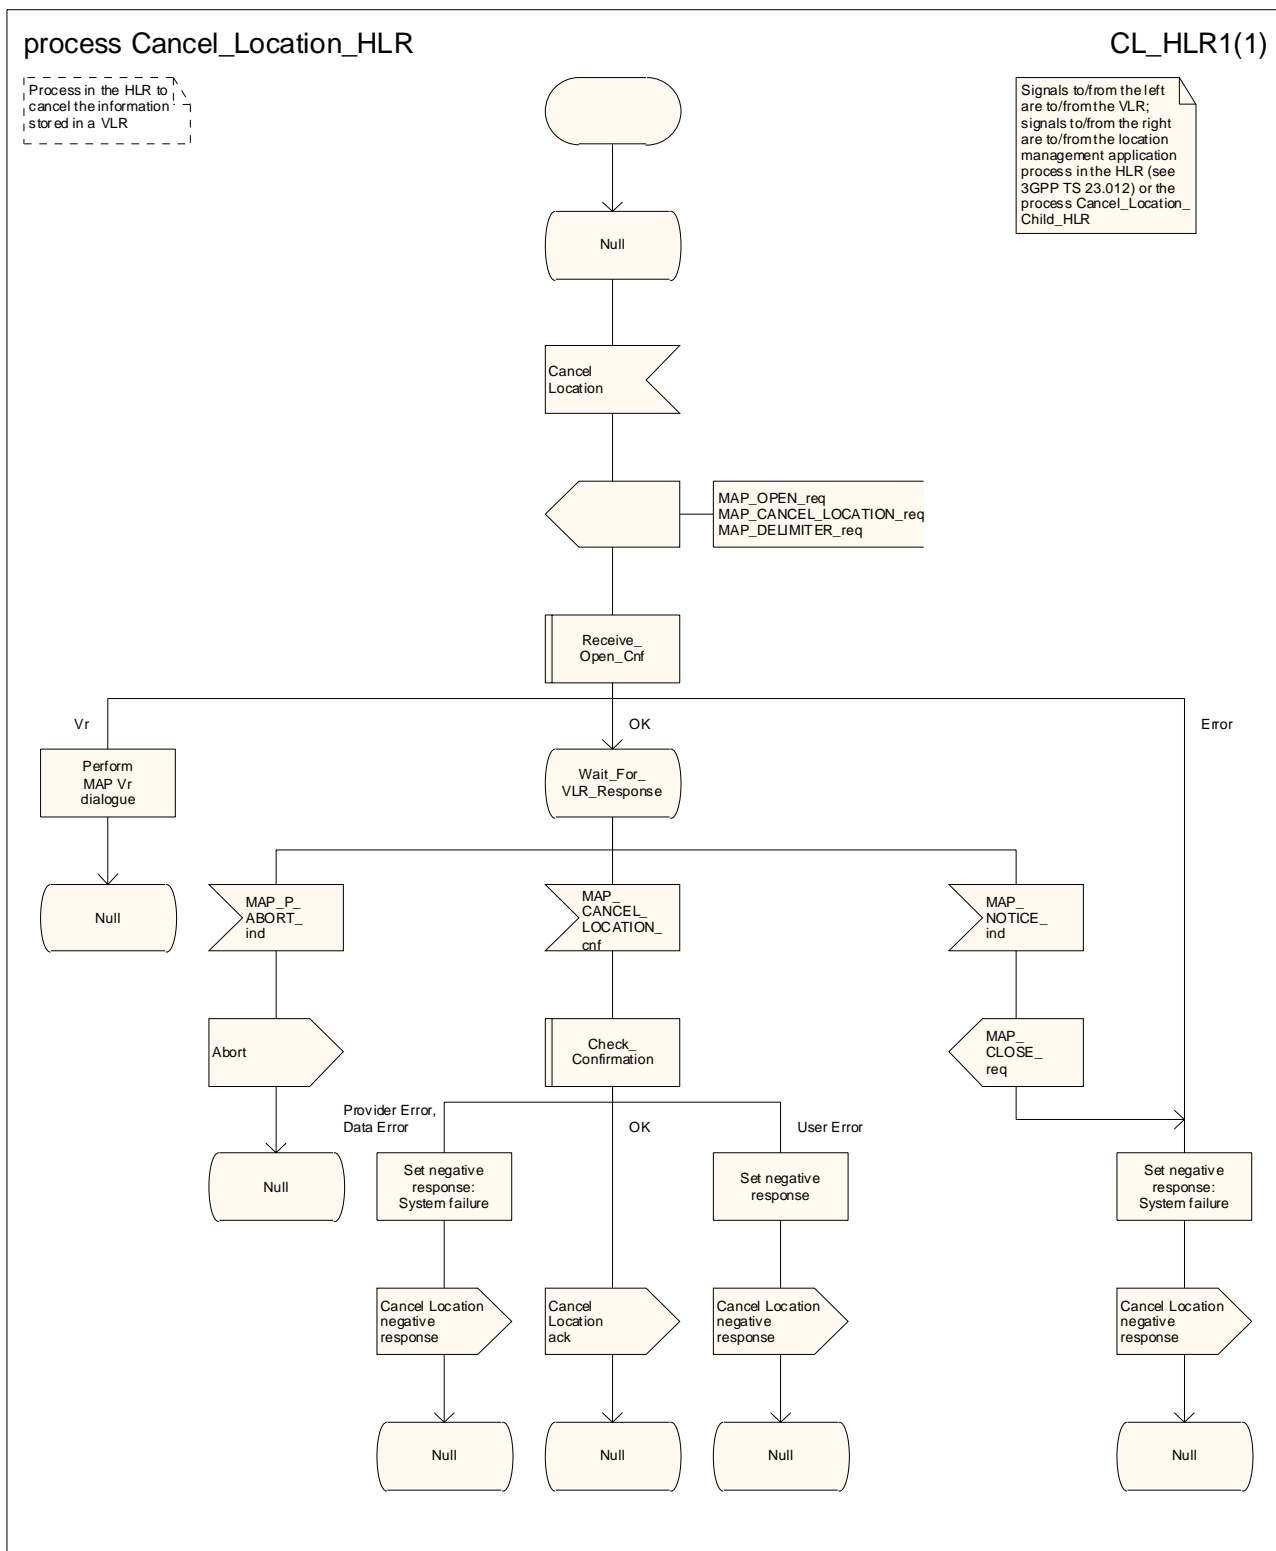 process Cancel_Location_HLR
CL_HLR1(1)
Process in the HLR to
cancel the information
stored in a VLR
Signals to/from the left
are to/from the VLR;
signals to/from the right
are to/from the location
management application
process in the HLR (see
3GPP TS 23.012) or the
process Cancel_Location_
Child_HLR
Null
Cancel
Location
MAP_OPEN_req
MAP_CANCEL_LOCATION_req
MAP_DELIMITER_req
Receive_
Open_Cnf
Vr
OK
Error
Perform
MAP Vr
dialogue
Wait_For_
VLR_Response
Null
MAP_P_
ABORT_
ind
MAP_
CANCEL_
LOCATION_
cnf
MAP_
NOTICE_
ind
Abort
Check_
Confirmation
MAP_
CLOSE_
req
Provider Error,
Data Error
OK
User Error
Null
Set negative
response:
System failure
Set negative
response
Set negative
response:
System failure
Cancel Location
negative
response
Cancel
Location
ack
Cancel Location
negative
response
Cancel Location
negative
response
Null
Null
Null
Null